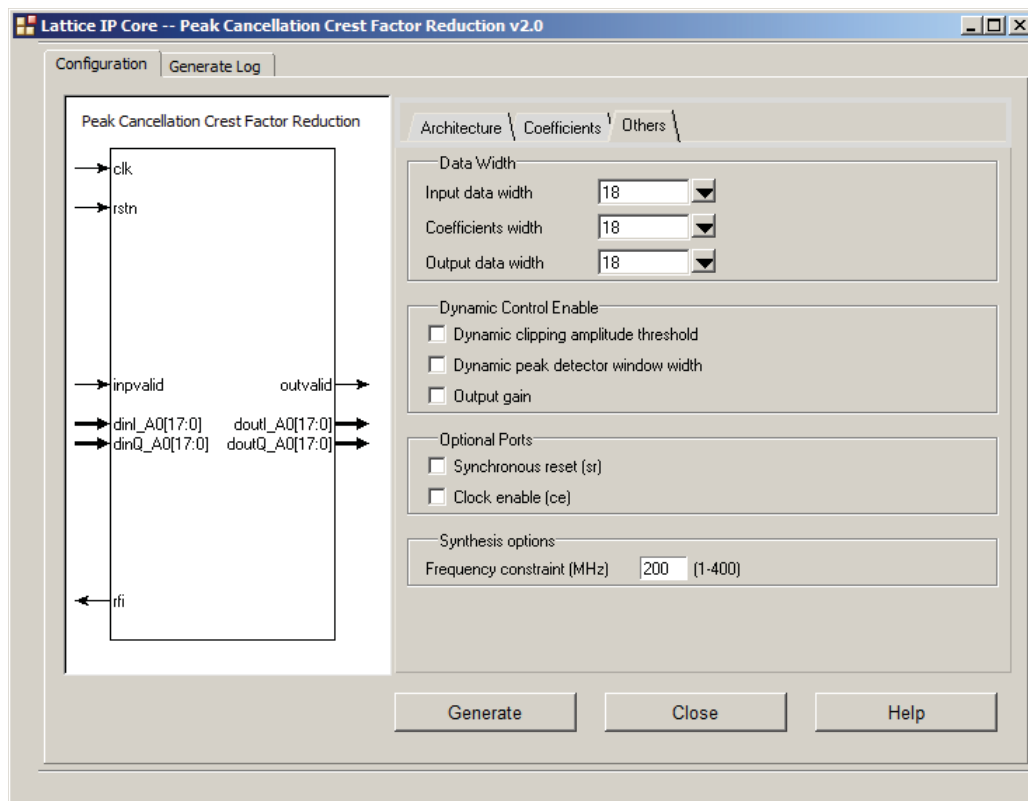 Lattice IP Core -- Peak Cancellation Crest Factor Reduction v2.0
Configuration
Generate Log
Peak Cancellation Crest Factor Reduction
clk
rstn
inpvalid
outvalid
dinI_A0[17:0]
doutI_A0[17:0]
dinQ_A0[17:0]
doutQ_A0[17:0]
rfi
Architecture
Coefficients
Others
Data Width
Input data width
18
Coefficients width
18
Output data width
18
Dynamic Control Enable
Dynamic clipping amplitude threshold
Dynamic peak detector window width
Output gain
Optional Ports
Synchronous reset (sr)
Clock enable (ce)
Synthesis options
Frequency constraint (MHz)
200
(1-400)
Generate
Close
Help